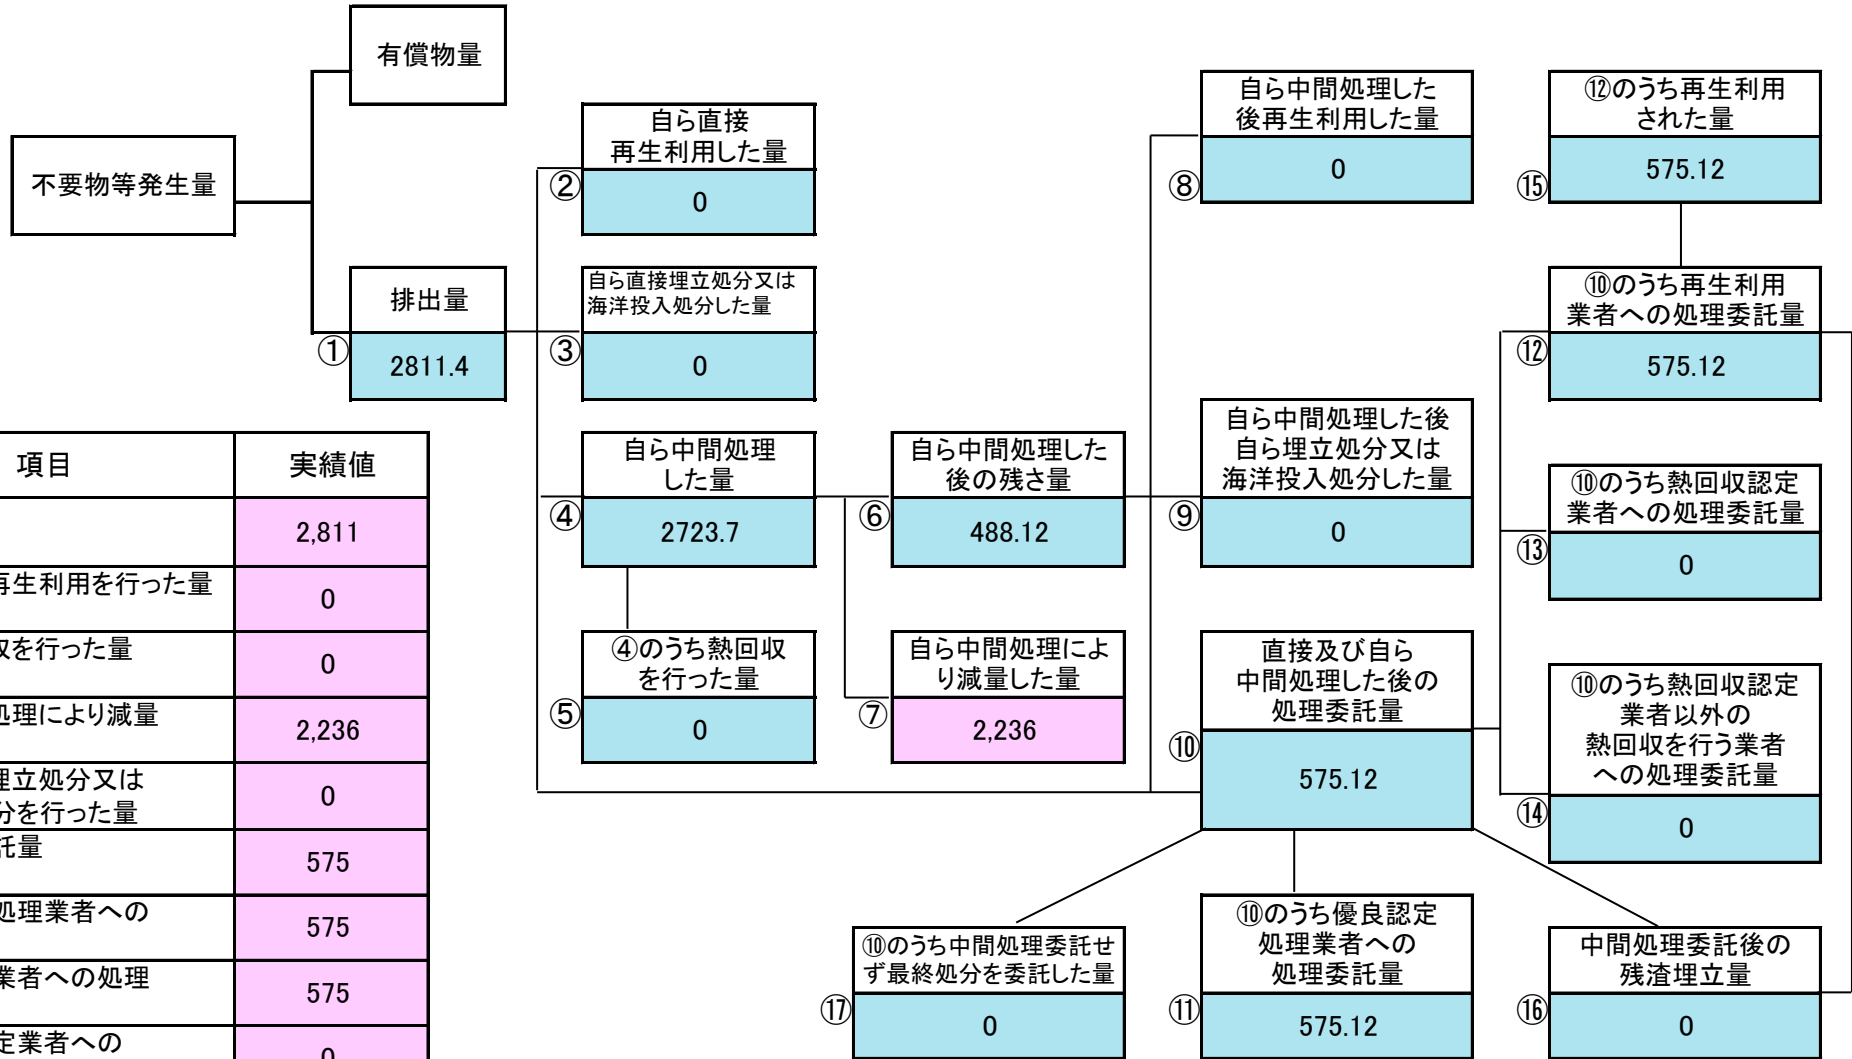 有償物量
不要物等発生量
排出量
①
2811.4
自ら直接
再生利用した量
②
0
自ら直接埋立処分又は
海洋投入処分した量
③
0
自ら中間処理
した量
④
2723.7
④のうち熱回収
を行った量
⑤
0
自ら中間処理した
後の残さ量
⑥
488.12
自ら中間処理によ
り減量した量
⑦
2,236
自ら中間処理した
後再生利用した量
⑧
0
自ら中間処理した後
自ら埋立処分又は
海洋投入処分した量
⑨
0
直接及び自ら
中間処理した後の
処理委託量
⑩
575.12
⑩のうち優良認定
処理業者への
処理委託量
⑪
575.12
⑫のうち再生利用
された量
⑮
575.12
⑩のうち再生利用
業者への処理委託量
⑫
575.12
⑩のうち熱回収認定
業者への処理委託量
⑬
0
⑩のうち熱回収認定
業者以外の
熱回収を行う業者
への処理委託量
⑭
0
中間処理委託後の
残渣埋立量
⑯
0
⑩のうち中間処理委託せ
ず最終処分を委託した量
⑰
0
項目 実績値
2,811
再生利用を行った量
0
収を行った量
0
処理により減量
2,236
埋立処分又は
分を行った量
0
託量
575
処理業者への
575
業者への処理
575
定業者への
0